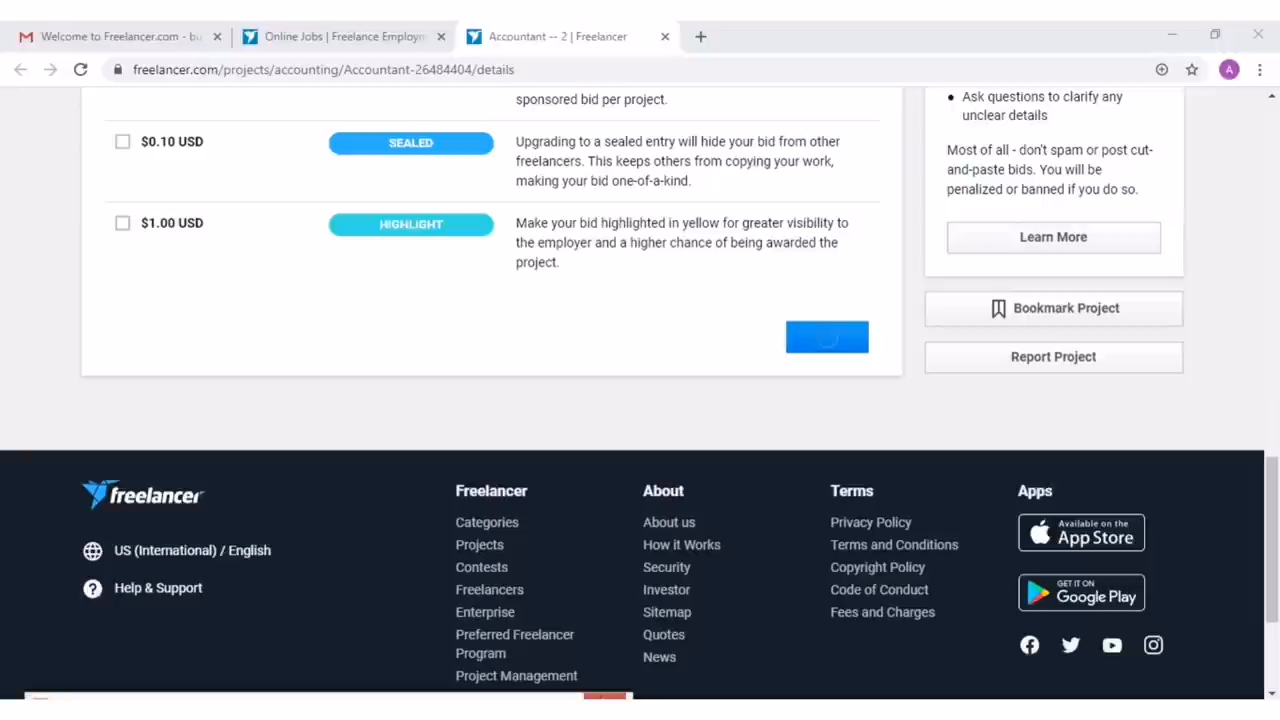 Welcome to Freelancer.com - bu
Online Jobs | Freelance Employm
Accountant -- 2 | Freelancer
freelancer.com/projects/accounting/Accountant-26484404/details
A
sponsored bid per project.
$0.10 USD
SEALED
Upgrading to a sealed entry will hide your bid from other
freelancers. This keeps others from copying your work,
making your bid one-of-a-kind.
$1.00 USD
HIGHLIGHT
Make your bid highlighted in yellow for greater visibility to
the employer and a higher chance of being awarded the
project.
Ask questions to clarify any
unclear details
Most of all - don't spam or post cut-
and-paste bids. You will be
penalized or banned if you do so.
Learn More
Bookmark Project
Report Project
freelancer
US (International) / English
Help & Support
Freelancer
Categories
Projects
Contests
Freelancers
Enterprise
Preferred Freelancer
Program
Project Management
About
About us
How it Works
Security
Investor
Sitemap
Quotes
News
Terms
Privacy Policy
Terms and Conditions
Copyright Policy
Code of Conduct
Fees and Charges
Apps
Available on the
App Store
GET IT ON
Google Play